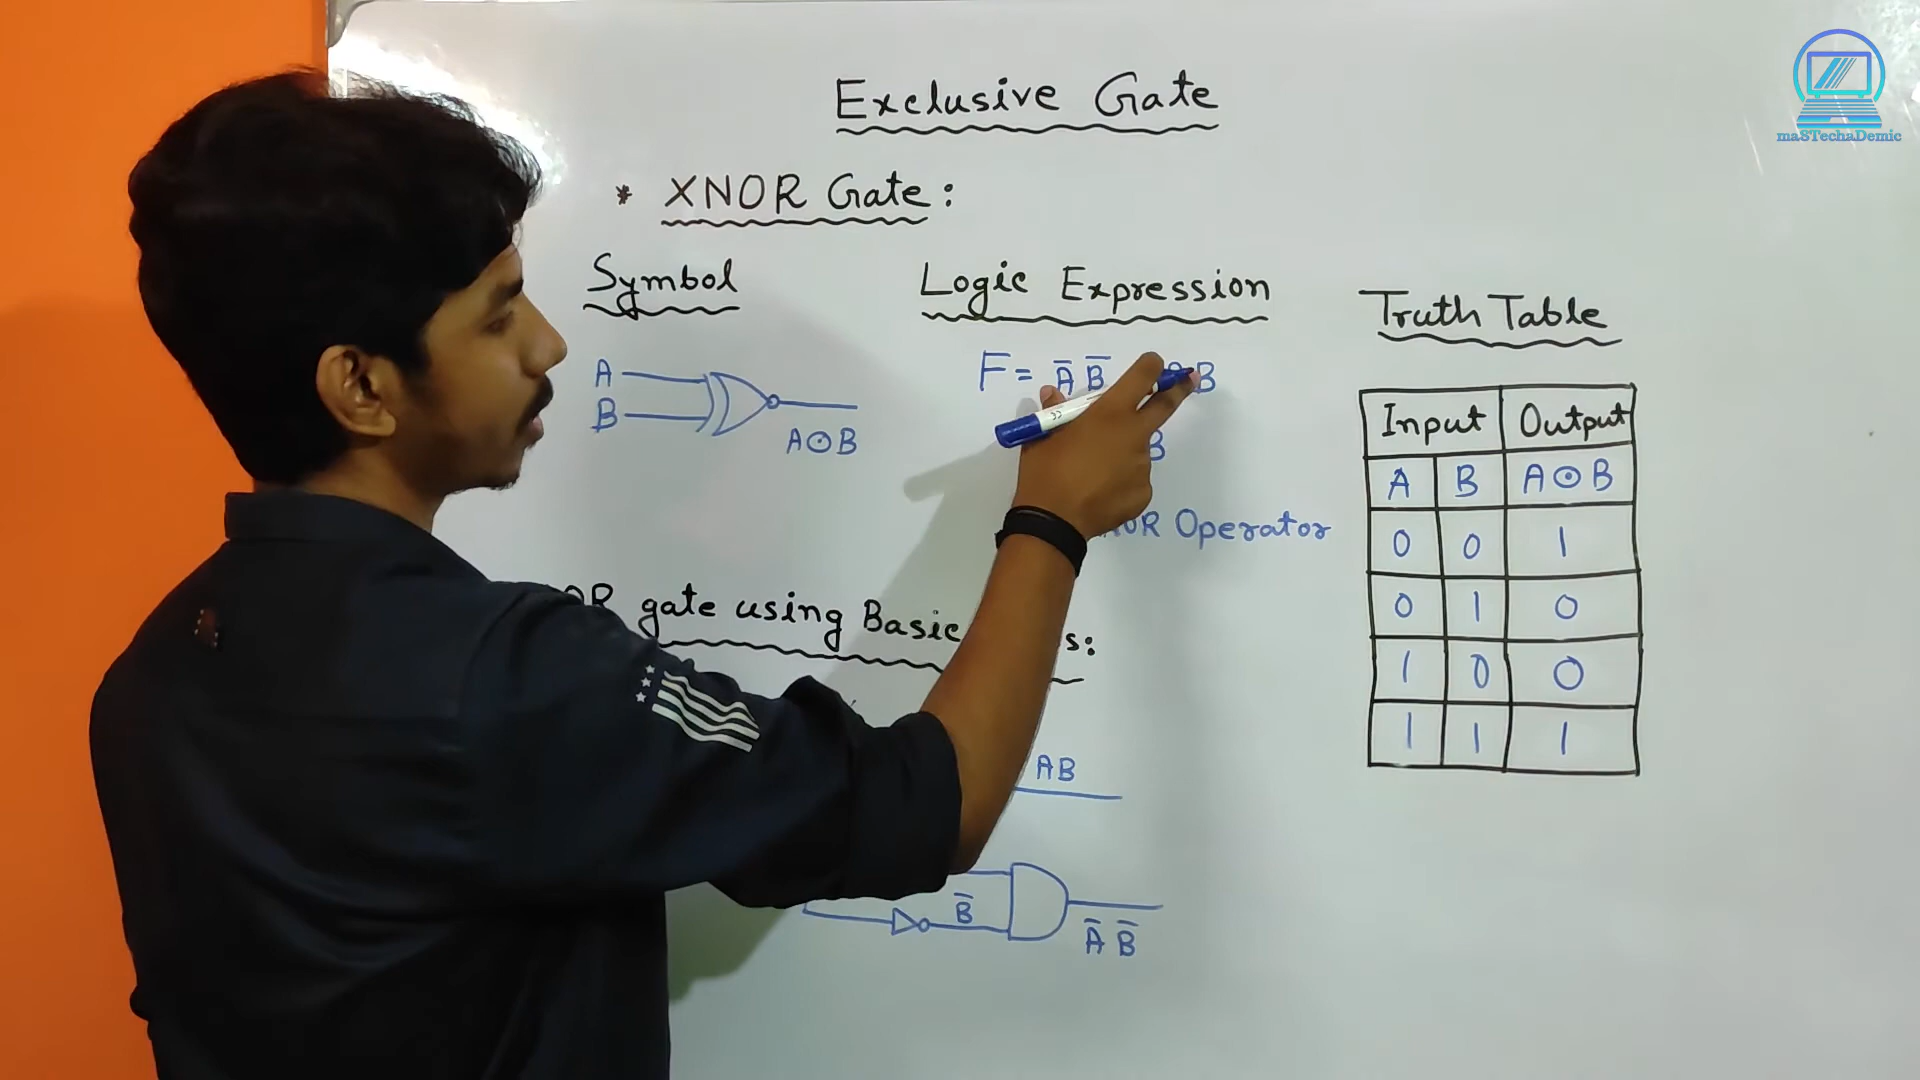 Exclusive Gate
maSTechaDemic
* XNOR Gate:
Symbol
Logic Expression
Truth Table
A
B
A⊙B
F = A̅ B̅ B
B
OR Operator
Input Output
A B A⊙B
0 0 1
0 1 0
1 0 0
1 1 1
OR gate using Basic s:
AB
B̅
A̅ B̅